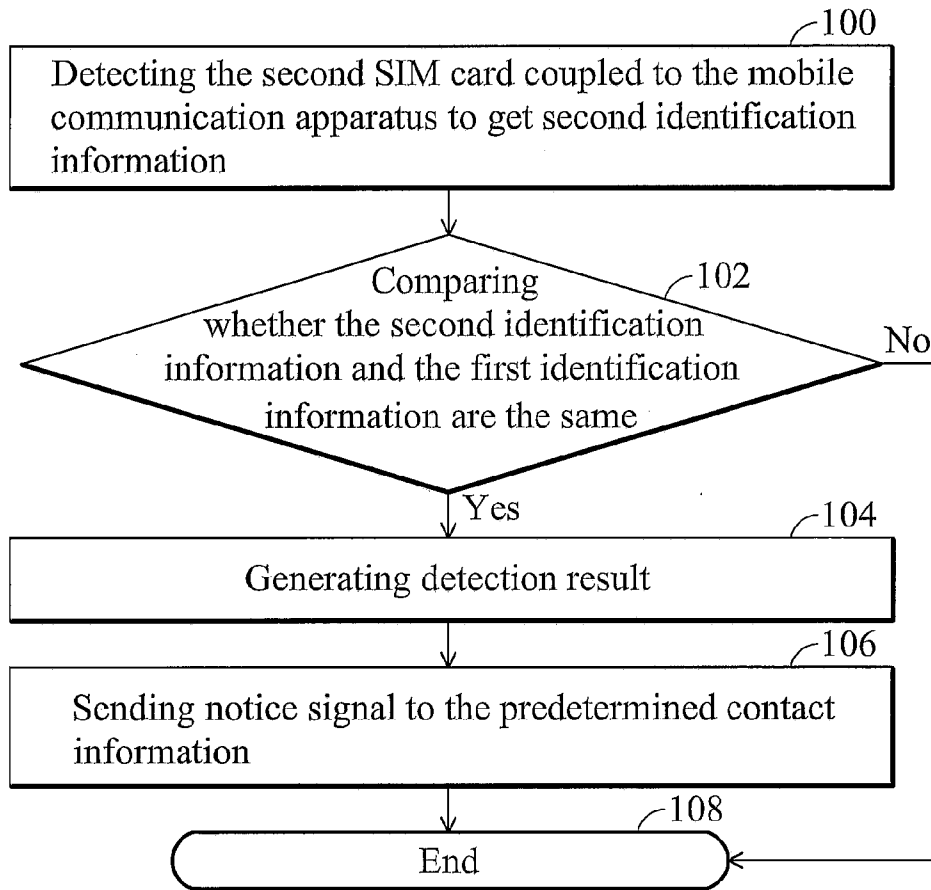 100
Detecting the second SIM card coupled to the mobile
communication apparatus to get second identification
information
102
Comparing
whether the second identification
information and the first identification
information are the same
No
Yes
104
Generating detection result
106
Sending notice signal to the predetermined contact
information
108
End